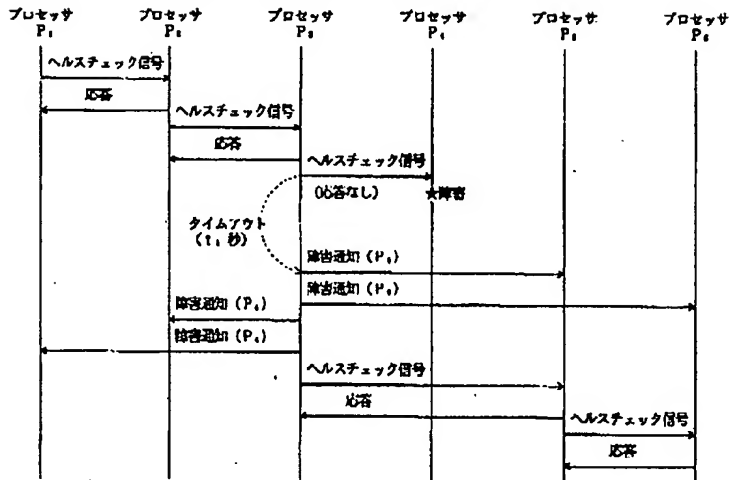 プロセッサ プロセッサ プロセッサ プロセッサ プロセッサ プロセッサ
P₁ P₂ P₃ P₄ P₅ P₆
ヘルスチェック信号
応答
ヘルスチェック信号
応答
ヘルスチェック信号
(応答なし) ★障害
タイムアウト
(t₁ 秒)
障害通知 (P₄)
障害通知 (P₄)
障害通知 (P₄)
障害通知 (P₄)
ヘルスチェック信号
応答
ヘルスチェック信号
応答